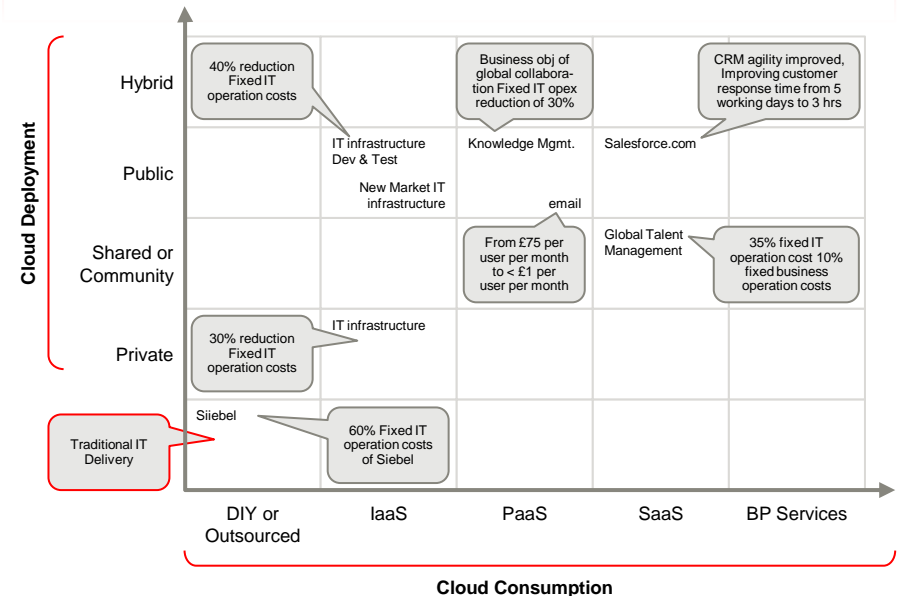 Cloud Deployment
Hybrid
Public
Shared or
Community
Private
40% reduction
Fixed IT
operation costs
Business obj of
global collabora-
tion Fixed IT opex
reduction of 30%
CRM agility improved,
Improving customer
response time from 5
working days to 3 hrs
IT infrastructure
Dev & Test
New Market IT
infrastructure
Knowledge Mgmt.
email
Salesforce.com
From £75 per
user per month
to < £1 per
user per month
Global Talent
Management
35% fixed IT
operation cost 10%
fixed business
operation costs
30% reduction
Fixed IT
operation costs
IT infrastructure
Traditional IT
Delivery
Siiebel
60% Fixed IT
operation costs
of Siebel
DIY or
Outsourced
IaaS
PaaS
SaaS
BP Services
Cloud Consumption